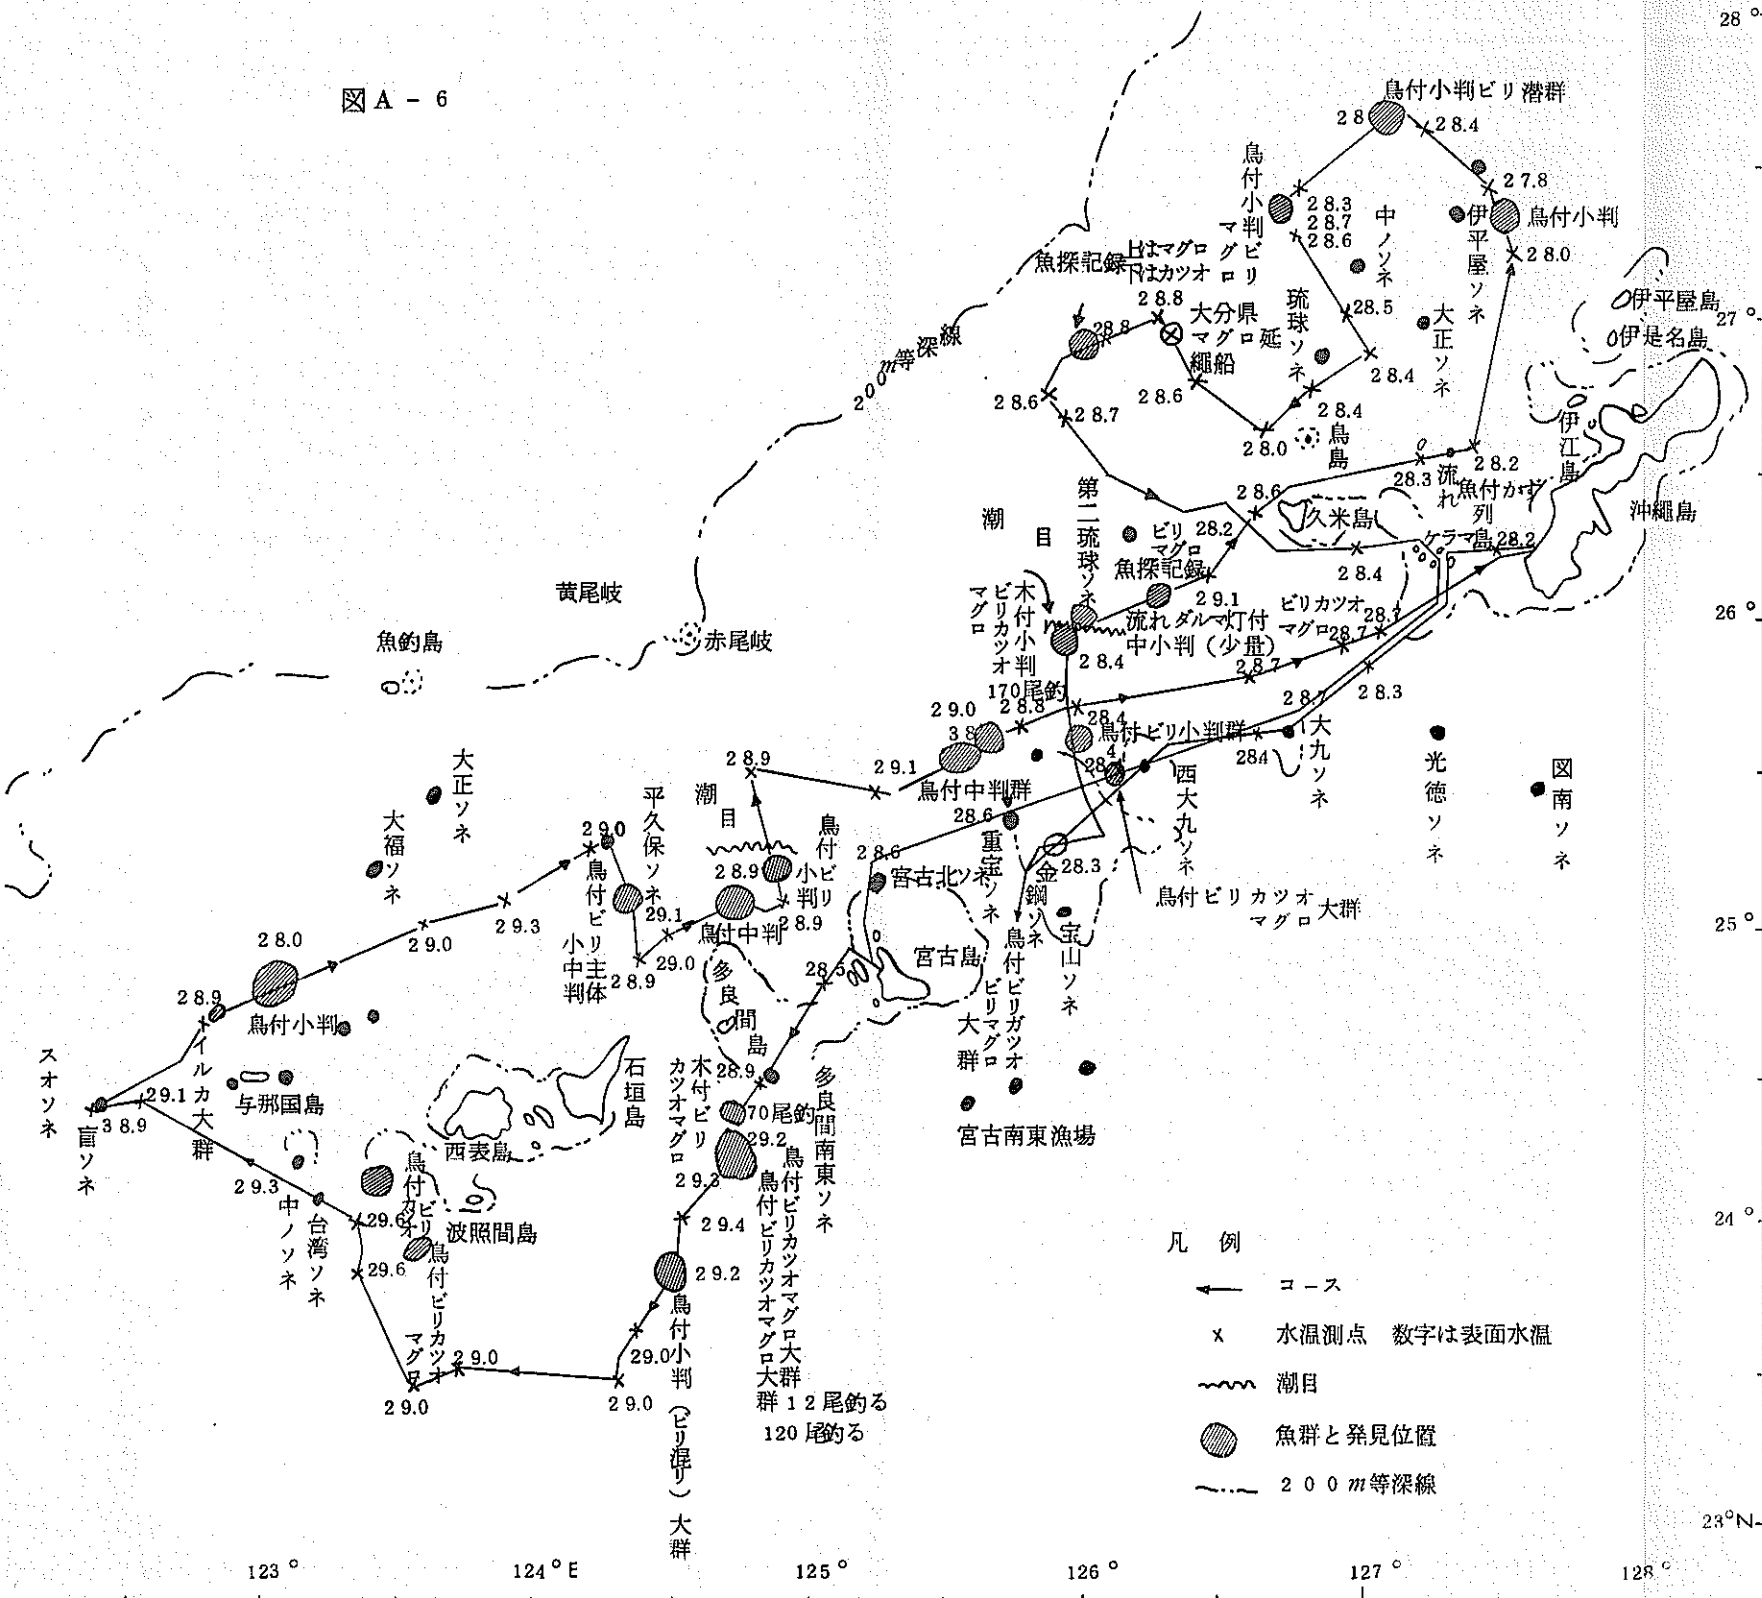 28°
図A-6
鳥付小判ビリ潜群
28
28.4
27.8
鳥付小判
28.0
鳥付小判ビリ
マグロ
28.3
28.7
28.6
中ノソネ
伊平屋ソネ
魚探記録
上はマグロ
下はカツオ
28.8
28.8
大分県
マグロ延
縄船
琉球ソネ
28.5
大正ソネ
伊平屋島
27°
伊是名島
200m等深線
28.6
28.7
28.6
28.4
28.4
28.0
鳥島
伊江島
28.2
28.3
流れ
魚付かず
沖縄島
第二琉球ソネ
潮目
ビリ
マグロ
28.2
28.6
久米島
ケラマ列島
28.2
28.4
魚探記録
29.1
黄尾岐
魚釣島
赤尾岐
木付小判
ビリカツオ
マグロ
流れダルマ灯付
中小判(少量)
ビリカツオ
マグロ
28.7
28.7
26°
28.4
28.7
28.3
170尾釣
28.8
29.0
38
28.4
鳥付ビリ小判群
28.7
大九ソネ
284
光徳ソネ
図南ソネ
28.9
29.1
鳥付中判群
28.6
西大九ソネ
大正ソネ
大福ソネ
平久保ソネ
潮目
29.0
鳥付ビリ
小判
28.9
28.9
28.6
宮古北ソネ
重宝ソネ
28.3
金鋼ソネ
鳥付ビリカツオ
マグロ
大群
25°
宝山ソネ
29.0
29.3
鳥付ビリ主体
小中判
29.1
29.0
28.9
鳥付中判
宮古島
28.0
28.9
鳥付小判
多良間島
28.5
鳥付ビリガツオ
ビリマグロ
大群
スオソネ
盲ソネ
38.9
29.1
イルカ大群
与那国島
西表島
石垣島
木付ビリ
カツオマグロ
28.9
70尾釣
29.2
多良間南東ソネ
宮古南東漁場
29.3
中ノソネ
台湾ソネ
29.6
鳥付ビリ
カツオ
波照間島
29.6
鳥付ビリカツオ
マグロ
29.3
29.4
29.2
鳥付ビリカツオマグロ大群
鳥付ビリカツオマグロ大群
12尾釣る
120尾釣る
鳥付小判(ビリ混り)大群
29.0
29.0
29.0
29.0
24°
凡 例
コース
水温測点 数字は表面水温
潮目
魚群と発見位置
200m等深線
23°N
123°
124°E
125°
126°
127°
128°